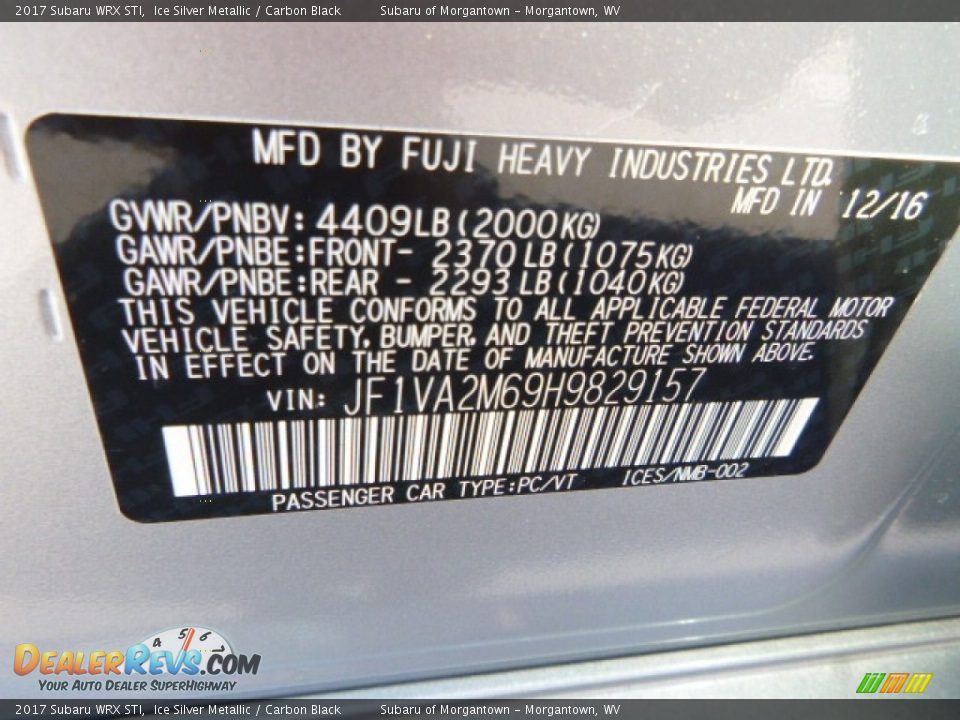 2017 Subaru WRX STI, Ice Silver Metallic / Carbon Black Subaru of Morgantown - Morgantown, WV
MFD BY FUJI HEAVY INDUSTRIES LTD.
MFD IN 12/16
GVWR/PNBV: 4409LB(2000KG)
GAWR/PNBE:FRONT- 2370LB(1075KG)
GAWR/PNBE:REAR - 2293LB(1040KG)
THIS VEHICLE CONFORMS TO ALL APPLICABLE FEDERAL MOTOR
VEHICLE SAFETY, BUMPER, AND THEFT PREVENTION STANDARDS
IN EFFECT ON THE DATE OF MANUFACTURE SHOWN ABOVE.
VIN: JF1VA2M69H9829157
PASSENGER CAR TYPE:PC/VT ICES/NMB-002
4 5 6 7
DEALERREVS.COM
YOUR AUTO DEALER SUPERHIGHWAY
2017 Subaru WRX STI, Ice Silver Metallic / Carbon Black Subaru of Morgantown - Morgantown, WV